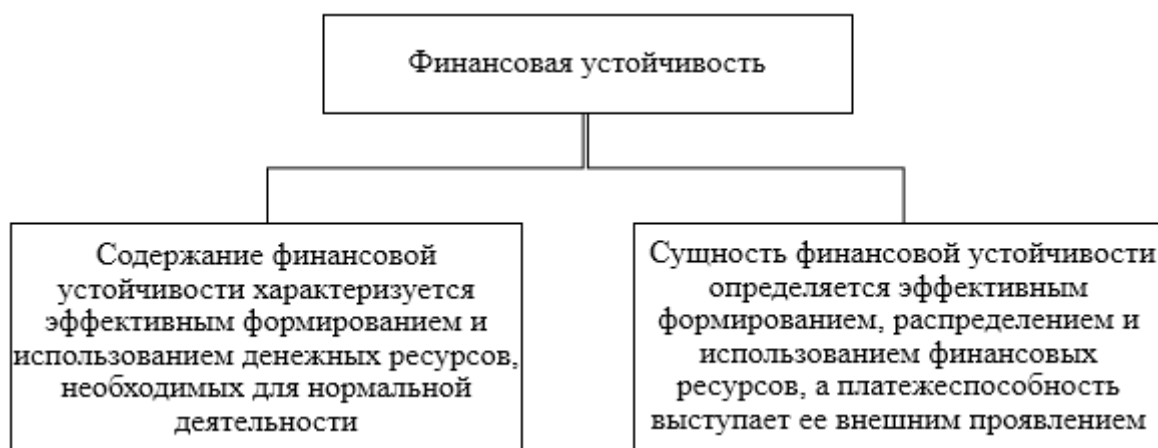 Финансовая устойчивость
Содержание финансовой
устойчивости характеризуется
эффективным формированием и
использованием денежных ресурсов,
необходимых для нормальной
деятельности
Сущность финансовой устойчивости
определяется эффективным
формированием, распределением и
использованием финансовых
ресурсов, а платежеспособность
выступает ее внешним проявлением